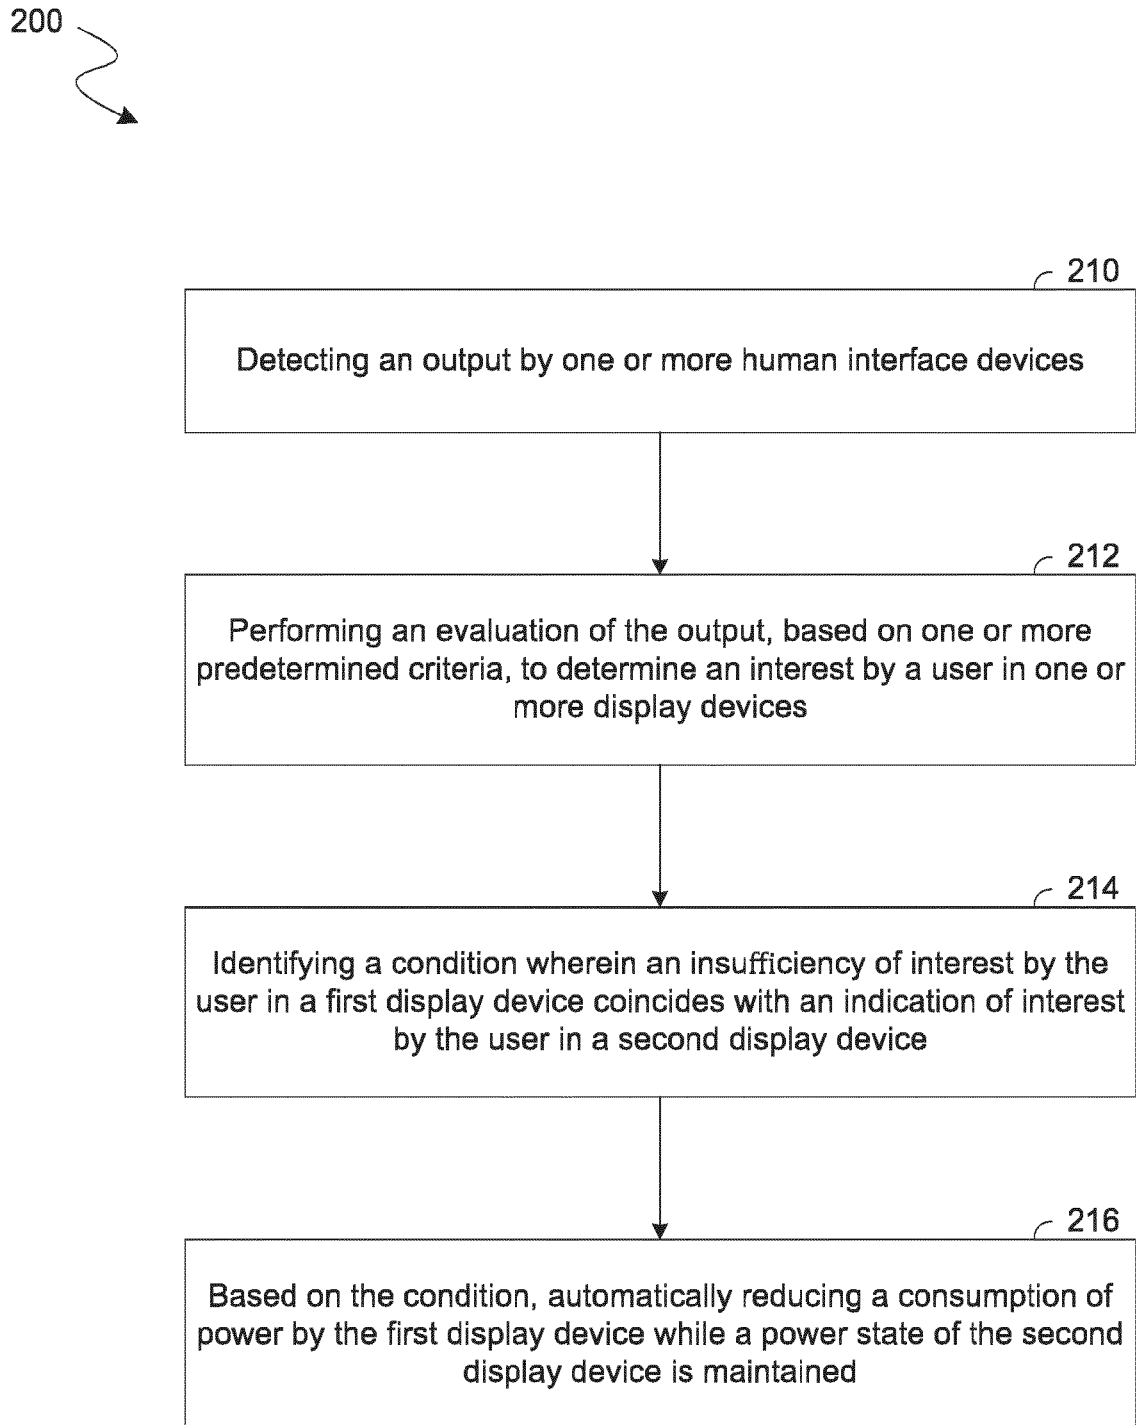 200
210
Detecting an output by one or more human interface devices
212
Performing an evaluation of the output, based on one or more
predetermined criteria, to determine an interest by a user in one or
more display devices
214
Identifying a condition wherein an insufficiency of interest by the
user in a first display device coincides with an indication of interest
by the user in a second display device
216
Based on the condition, automatically reducing a consumption of
power by the first display device while a power state of the second
display device is maintained